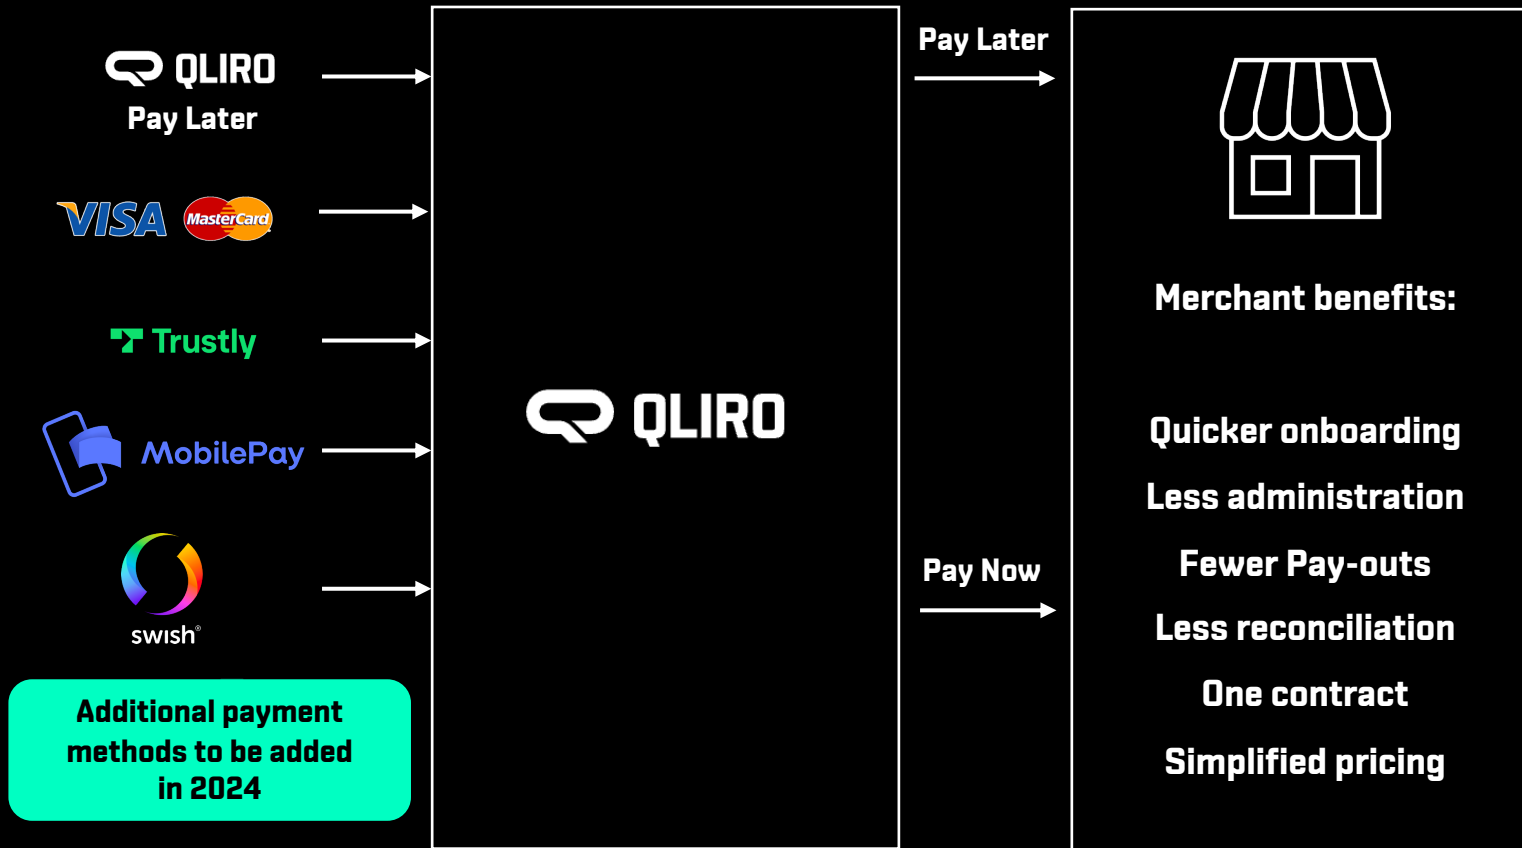 QLIRO
Pay Later
VISA MasterCard
Trustly
MobilePay
swish®
Additional payment
methods to be added
in 2024
QLIRO
Pay Later
Pay Now
Merchant benefits:
Quicker onboarding
Less administration
Fewer Pay-outs
Less reconciliation
One contract
Simplified pricing